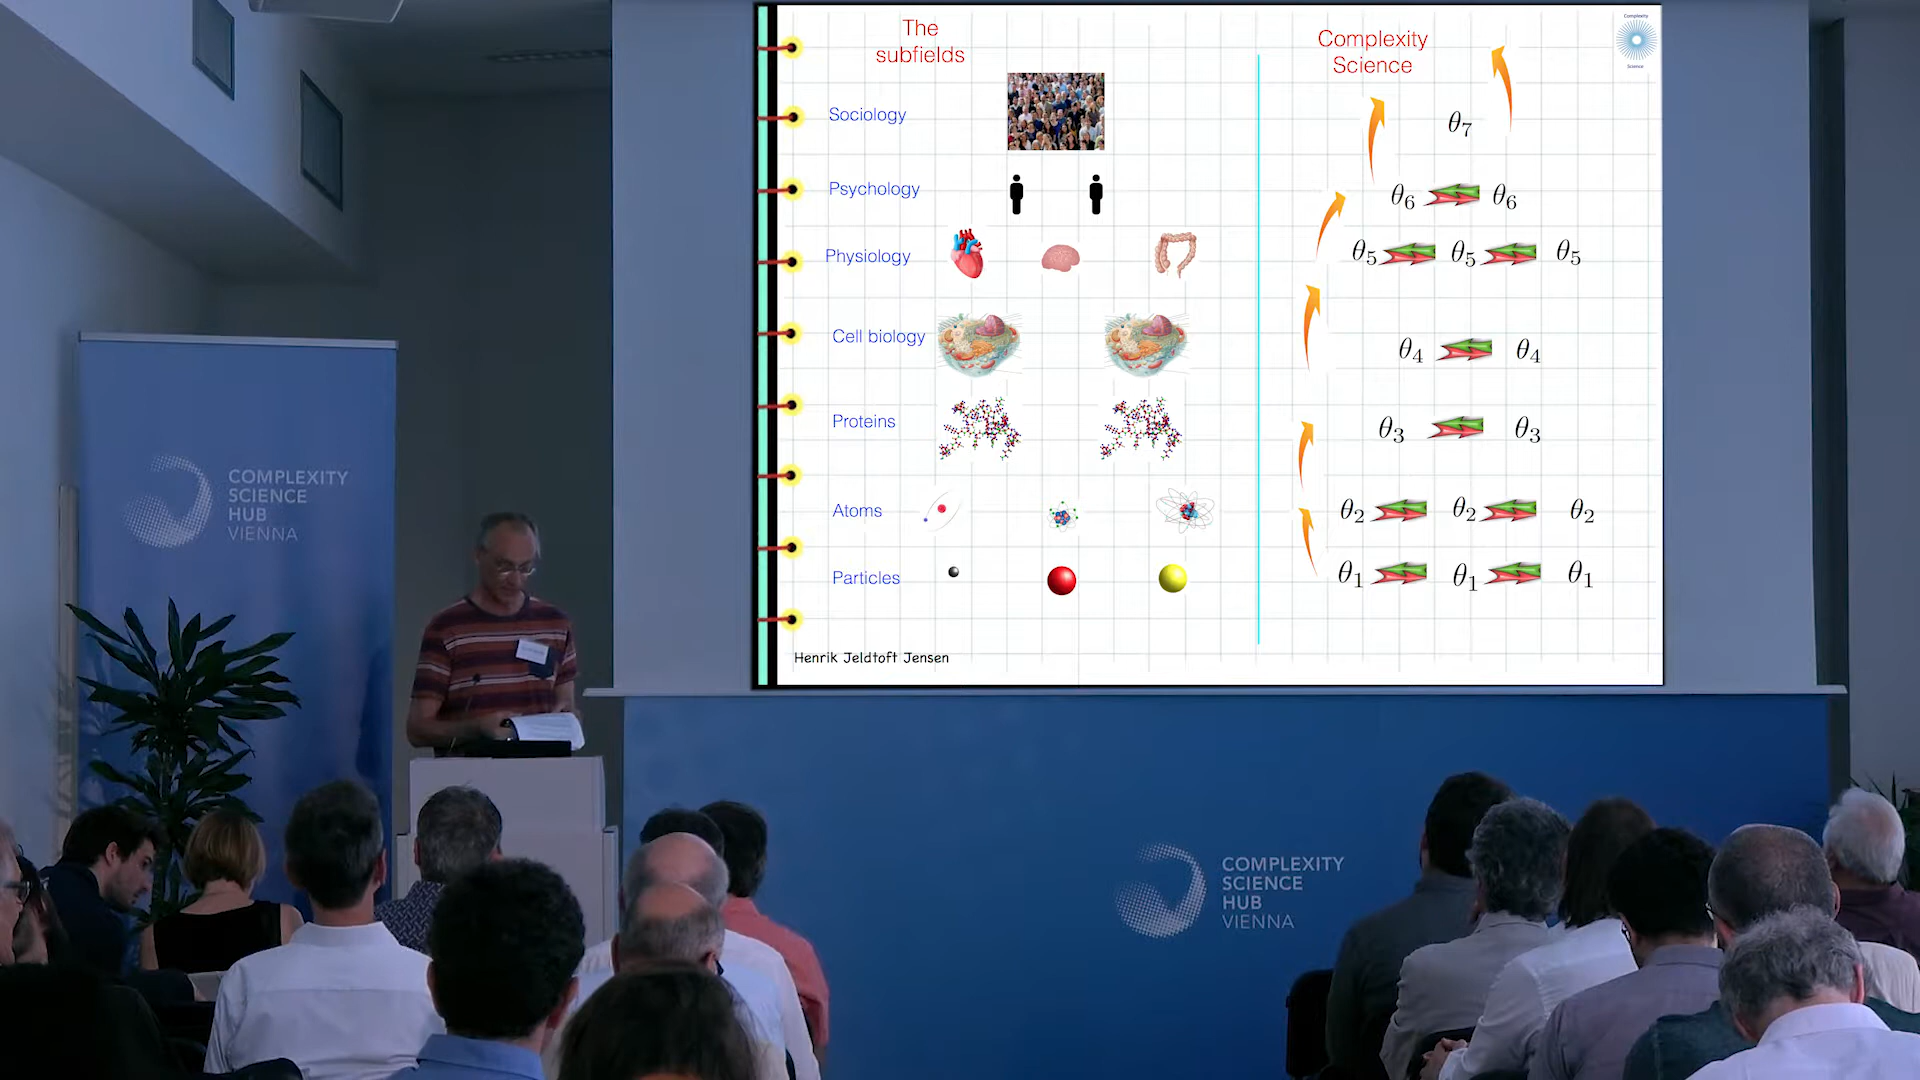 The
subfields
Complexity
Science
Complexity
Science
Sociology
θ7
Psychology
θ6 θ6
Physiology
θ5 θ5 θ5
Cell biology
θ4 θ4
Proteins
θ3 θ3
Atoms
θ2 θ2 θ2
Particles
θ1 θ1 θ1
Henrik Jeldtoft Jensen
COMPLEXITY
SCIENCE
HUB
VIENNA
COMPLEXITY
SCIENCE
HUB
VIENNA